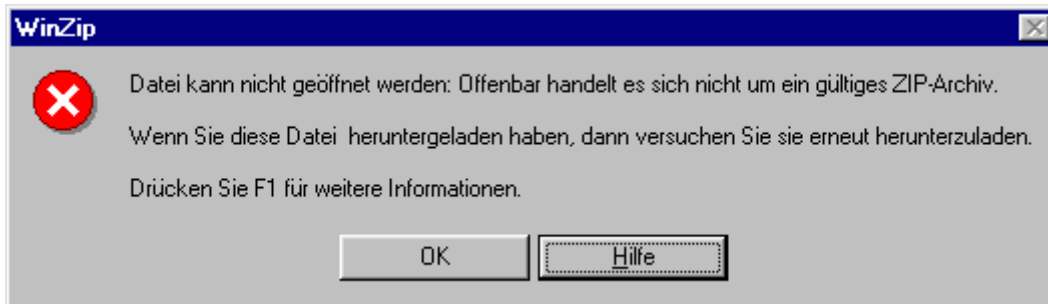 WinZip
Datei kann nicht geöffnet werden: Offenbar handelt es sich nicht um ein gültiges ZIP-Archiv.
Wenn Sie diese Datei  heruntergeladen haben, dann versuchen Sie sie erneut herunterzuladen.
Drücken Sie F1 für weitere Informationen.
OK
Hilfe